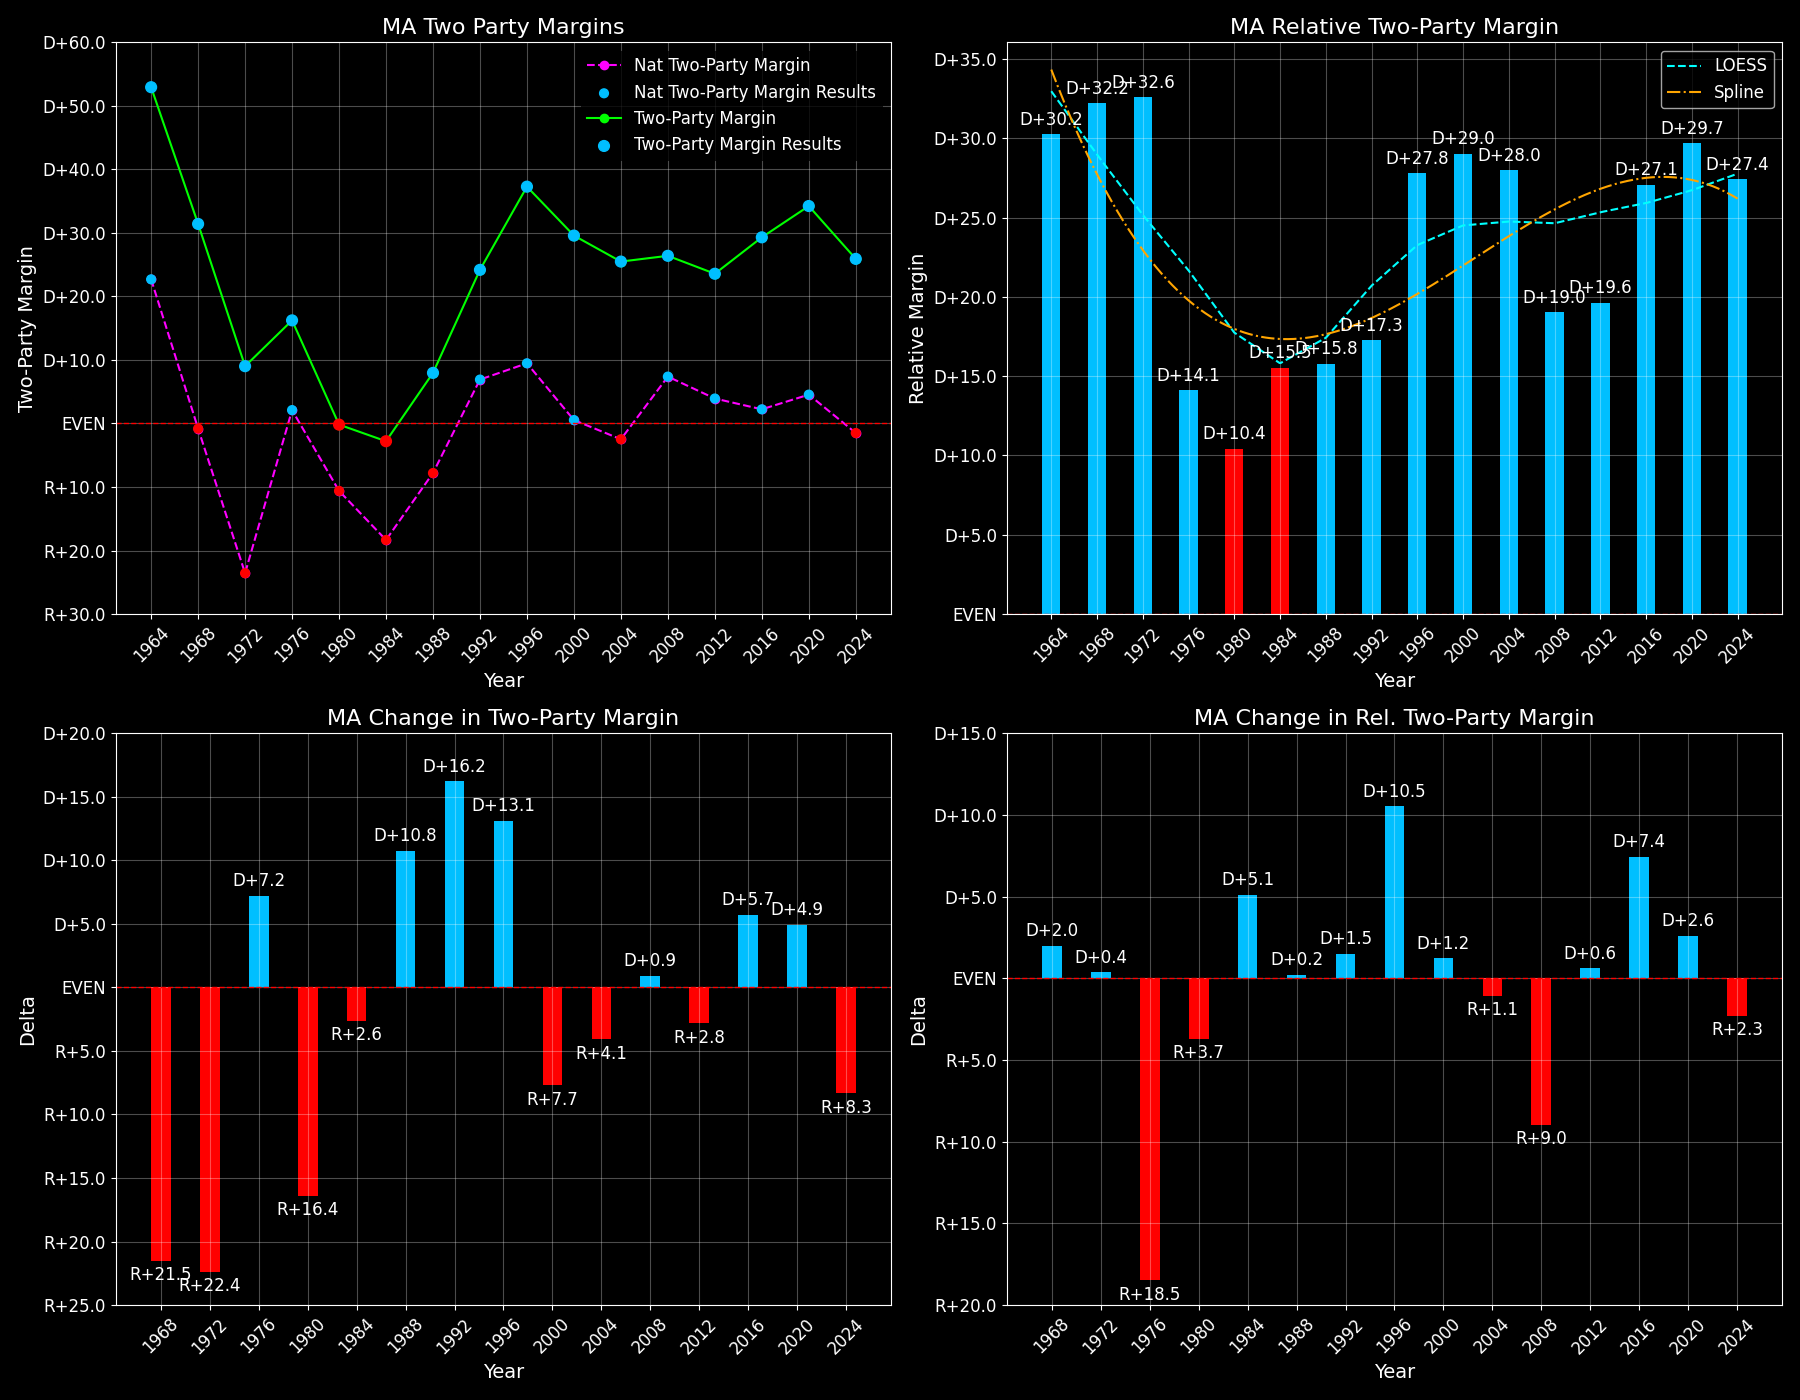 MA Two Party Margins
D+60.0
D+50.0
D+40.0
D+30.0
D+20.0
D+10.0
EVEN
R+10.0
R+20.0
R+30.0
Two-Party Margin
Nat Two-Party Margin
Nat Two-Party Margin Results
Two-Party Margin
Two-Party Margin Results
1964 1968 1972 1976 1980 1984 1988 1992 1996 2000 2004 2008 2012 2016 2020 2024
Year
MA Relative Two-Party Margin
D+35.0
D+30.0
D+25.0
D+20.0
D+15.0
D+10.0
D+5.0
EVEN
Relative Margin
LOESS
Spline
D+30.2 D+32.2 D+32.6 D+14.1 D+10.4 D+15.5 D+15.8 D+17.3 D+27.8 D+29.0 D+28.0 D+19.0 D+19.6 D+27.1 D+29.7 D+27.4
1964 1968 1972 1976 1980 1984 1988 1992 1996 2000 2004 2008 2012 2016 2020 2024
Year
MA Change in Two-Party Margin
D+20.0
D+15.0
D+10.0
D+5.0
EVEN
R+5.0
R+10.0
R+15.0
R+20.0
R+25.0
Delta
R+21.5 R+22.4 D+7.2 R+16.4 R+2.6 D+10.8 D+16.2 D+13.1 R+7.7 R+4.1 D+0.9 R+2.8 D+5.7 D+4.9 R+8.3
1968 1972 1976 1980 1984 1988 1992 1996 2000 2004 2008 2012 2016 2020 2024
Year
MA Change in Rel. Two-Party Margin
D+15.0
D+10.0
D+5.0
EVEN
R+5.0
R+10.0
R+15.0
R+20.0
Delta
D+2.0 D+0.4 R+18.5 R+3.7 D+5.1 D+0.2 D+1.5 D+10.5 D+1.2 R+1.1 R+9.0 D+0.6 D+7.4 D+2.6 R+2.3
1968 1972 1976 1980 1984 1988 1992 1996 2000 2004 2008 2012 2016 2020 2024
Year